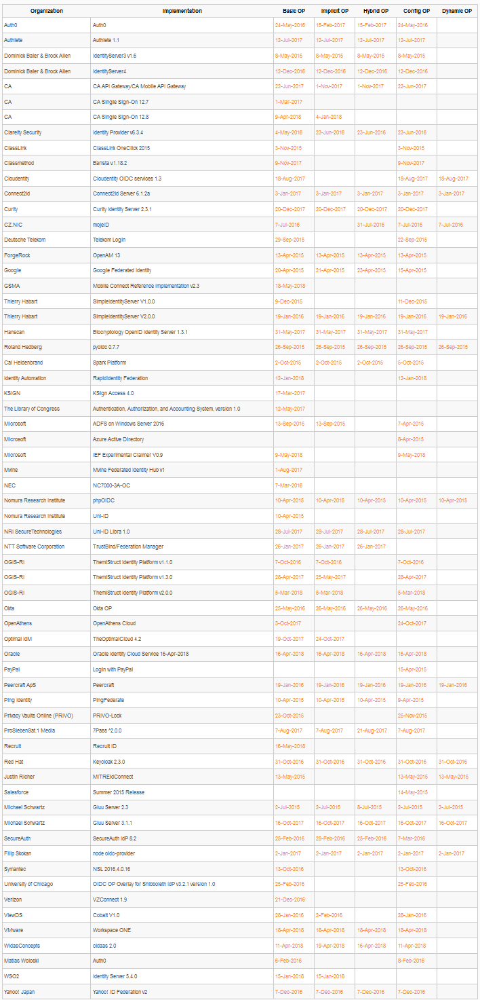 Organization Implementation Basic OP Implicit OP Hybrid OP Config OP Dynamic OP
Auth0 Auth0 24-May-2016 15-Feb-2017 15-Feb-2017 24-May-2016
Authlete Authlete 1.1 12-Jul-2017 12-Jul-2017 12-Jul-2017 12-Jul-2017
Dominick Baier & Brock Allen IdentityServer3 v1.6 8-May-2015 8-May-2015 8-May-2015 8-May-2015
Dominick Baier & Brock Allen IdentityServer4 12-Dec-2016 12-Dec-2016 12-Dec-2016 12-Dec-2016
CA CA API Gateway/CA Mobile API Gateway 22-Jun-2017 1-Nov-2017 1-Nov-2017 22-Jun-2017
CA CA Single Sign-On 12.7 1-Mar-2017
CA CA Single Sign-On 12.8 9-Apr-2018 4-Jan-2018
Clareity Security Identity Provider v6.3.4 4-May-2016 23-Jun-2016 23-Jun-2016 23-Jun-2016
ClassLink ClassLink OneClick 2015 3-Nov-2015 3-Nov-2015
Classmethod Barista v.1.18.2 9-Nov-2017 9-Nov-2017
Cloudentity Cloudentity OIDC services 1.3 18-Aug-2017 18-Aug-2017 18-Aug-2017
Connect2id Connect2id Server 6.1.2a 3-Jan-2017 3-Jan-2017 3-Jan-2017 3-Jan-2017 3-Jan-2017
Curity Curity Identity Server 2.3.1 20-Dec-2017 20-Dec-2017 20-Dec-2017 20-Dec-2017
CZ.NIC mojeID 7-Jul-2016 31-Jul-2016 7-Jul-2016 7-Jul-2016
Deutsche Telekom Telekom Login 29-Sep-2015 22-Sep-2015
ForgeRock OpenAM 13 13-Apr-2015 13-Apr-2015 13-Apr-2015 13-Apr-2015
Google Google Federated Identity 20-Apr-2015 21-Apr-2015 23-Apr-2015 15-Apr-2015
GSMA Mobile Connect Reference Implementation v2.3 18-May-2018
Thierry Habart SimpleIdentityServer V1.0.0 9-Dec-2015 11-Dec-2015
Thierry Habart SimpleIdentityServer V2.0.0 19-Jan-2016 19-Jan-2016 19-Jan-2016 19-Jan-2016 19-Jan-2016
Hanscan Biocryptology OpenID Identity Server 1.3.1 31-May-2017 31-May-2017 31-May-2017 31-May-2017
Roland Hedberg pyoidc 0.7.7 26-Sep-2015 26-Sep-2015 26-Sep-2015 26-Sep-2015 26-Sep-2015
Cal Heldenbrand Spark Platform 2-Oct-2015 2-Oct-2015 2-Oct-2015 5-Oct-2015
Identity Automation RapidIdentity Federation 12-Jan-2018 12-Jan-2018
KSIGN KSign Access 4.0 17-Mar-2017
The Library of Congress Authentication, Authorization, and Accounting System, version 1.0 12-May-2017
Microsoft ADFS on Windows Server 2016 13-Sep-2015 13-Sep-2015 7-Apr-2015
Microsoft Azure Active Directory 8-Apr-2015
Microsoft IEF Experimental Claimer V0.9 9-May-2018 9-May-2018
Mvine Mvine Federated Identity Hub v1 1-Aug-2017
NEC NC7000-3A-OC 7-Mar-2016
Nomura Research Institute phpOIDC 10-Apr-2015 10-Apr-2015 10-Apr-2015 10-Apr-2015 10-Apr-2015
Nomura Research Institute Uni-ID 10-Apr-2015
NRI SecureTechnologies Uni-ID Libra 1.0 28-Jul-2017 28-Jul-2017 28-Jul-2017 28-Jul-2017
NTT Software Corporation TrustBind/Federation Manager 26-Jan-2017 26-Jan-2017 26-Jan-2017
OGIS-RI ThemiStruct Identity Platform v1.1.0 7-Oct-2016 7-Oct-2016 7-Oct-2016
OGIS-RI ThemiStruct Identity Platform v1.3.0 28-Apr-2017 25-May-2017 28-Apr-2017
OGIS-RI ThemiStruct Identity Platform v2.0.0 5-Mar-2018 5-Mar-2018 5-Mar-2018
Okta Okta OP 25-May-2016 26-May-2016 26-May-2016 26-May-2016
OpenAthens OpenAthens Cloud 3-Oct-2017 24-Oct-2017
Optimal IdM TheOptimalCloud 4.2 19-Oct-2017 24-Oct-2017
Oracle Oracle Identity Cloud Service 16-Apr-2018 16-Apr-2018 16-Apr-2018 16-Apr-2018 16-Apr-2018
PayPal Login with PayPal 15-Apr-2015
Peercraft ApS Peercraft 19-Jan-2016 19-Jan-2016 19-Jan-2016 19-Jan-2016 19-Jan-2016
Ping Identity PingFederate 10-Apr-2015 10-Apr-2015 10-Apr-2015 9-Apr-2015
Privacy Vaults Online (PRIVO) PRIVO-Lock 23-Oct-2015 25-Nov-2015
ProSiebenSat.1 Media 7Pass ^2.0.0 7-Aug-2017 7-Aug-2017 21-Aug-2017 7-Aug-2017
Recruit Recruit ID 16-May-2018
Red Hat Keycloak 2.3.0 31-Oct-2016 31-Oct-2016 31-Oct-2016 31-Oct-2016 31-Oct-2016
Justin Richer MITREidConnect 13-May-2015 13-May-2015 13-May-2015
Salesforce Summer 2015 Release 14-May-2015
Michael Schwartz Gluu Server 2.3 2-Jul-2015 2-Jul-2015 8-Jul-2015 2-Jul-2015 2-Jul-2015
Michael Schwartz Gluu Server 3.1.1 16-Oct-2017 16-Oct-2017 16-Oct-2017 16-Oct-2017 16-Oct-2017
SecureAuth SecureAuth IdP 8.2 25-Feb-2016 25-Feb-2016 25-Feb-2016 7-Mar-2016
Filip Skokan node oidc-provider 2-Jan-2017 2-Jan-2017 2-Jan-2017 2-Jan-2017 2-Jan-2017
Symantec NSL 2016.4.0.16 13-Oct-2016 13-Oct-2016
University of Chicago OIDC OP Overlay for Shibboleth IdP v3.2.1 version 1.0 25-Feb-2016 25-Feb-2016
Verizon VZConnect 1.9 21-Dec-2016
ViewDS Cobalt V1.0 28-Jan-2016 2-Feb-2016 28-Jan-2016
VMware Workspace ONE 18-Apr-2018 18-Apr-2018 18-Apr-2018 18-Apr-2018
WidasConcepts cidaas 2.0 11-Apr-2018 19-Apr-2018 16-Apr-2018 11-Apr-2018
Matias Woloski Auth0 6-Feb-2016 8-Feb-2016
WSO2 Identity Server 5.4.0 15-Jan-2018 15-Jan-2018
Yahoo! Japan Yahoo! ID Federation v2 7-Dec-2016 7-Dec-2016 7-Dec-2016 7-Dec-2016